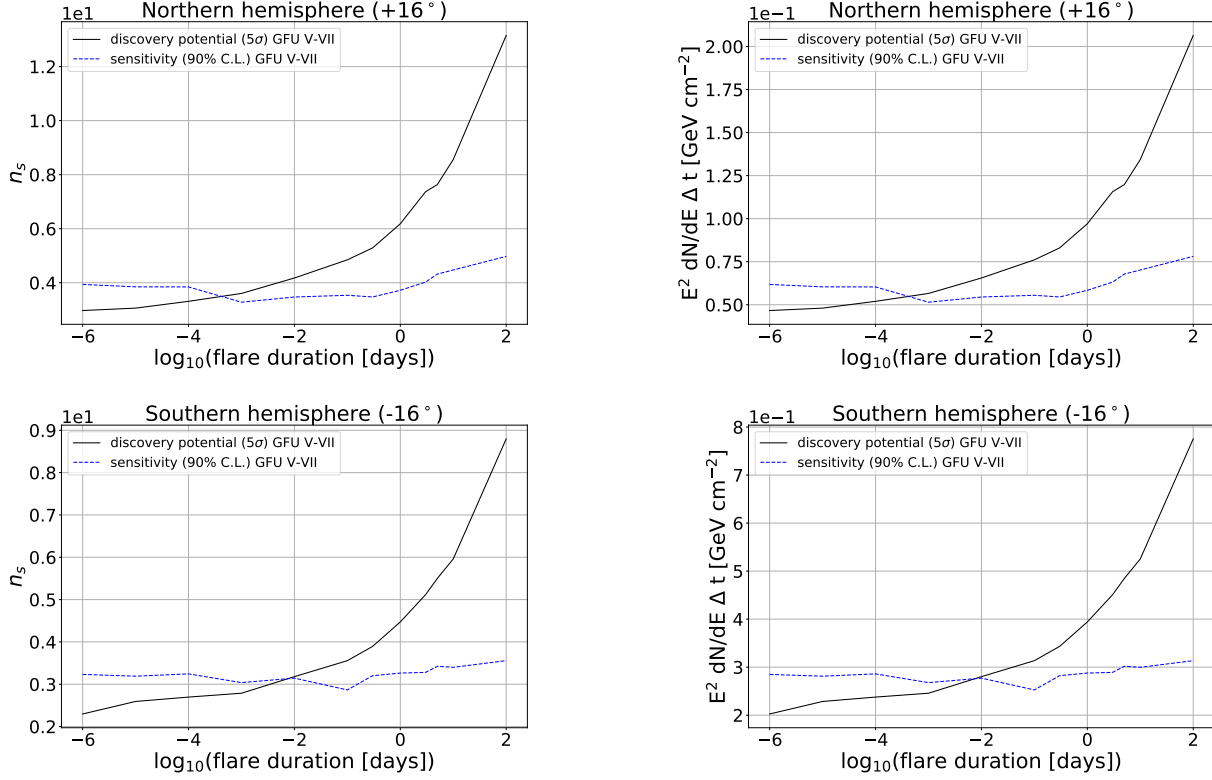 Northern hemisphere (+16°)
1e1
discovery potential (5σ) GFU V-VII
sensitivity (90% C.L.) GFU V-VII
1.2
1.0
0.8
0.6
0.4
n_s
−6 −4 −2 0 2
log₁₀(flare duration [days])
Northern hemisphere (+16°)
1e−1
discovery potential (5σ) GFU V-VII
sensitivity (90% C.L.) GFU V-VII
2.00
1.75
1.50
1.25
1.00
0.75
0.50
E² dN/dE Δ t [GeV cm⁻²]
−6 −4 −2 0 2
log₁₀(flare duration [days])
Southern hemisphere (-16°)
1e1
discovery potential (5σ) GFU V-VII
sensitivity (90% C.L.) GFU V-VII
0.9
0.8
0.7
0.6
0.5
0.4
0.3
0.2
n_s
−6 −4 −2 0 2
log₁₀(flare duration [days])
Southern hemisphere (-16°)
1e−1
discovery potential (5σ) GFU V-VII
sensitivity (90% C.L.) GFU V-VII
8
7
6
5
4
3
2
E² dN/dE Δ t [GeV cm⁻²]
−6 −4 −2 0 2
log₁₀(flare duration [days])